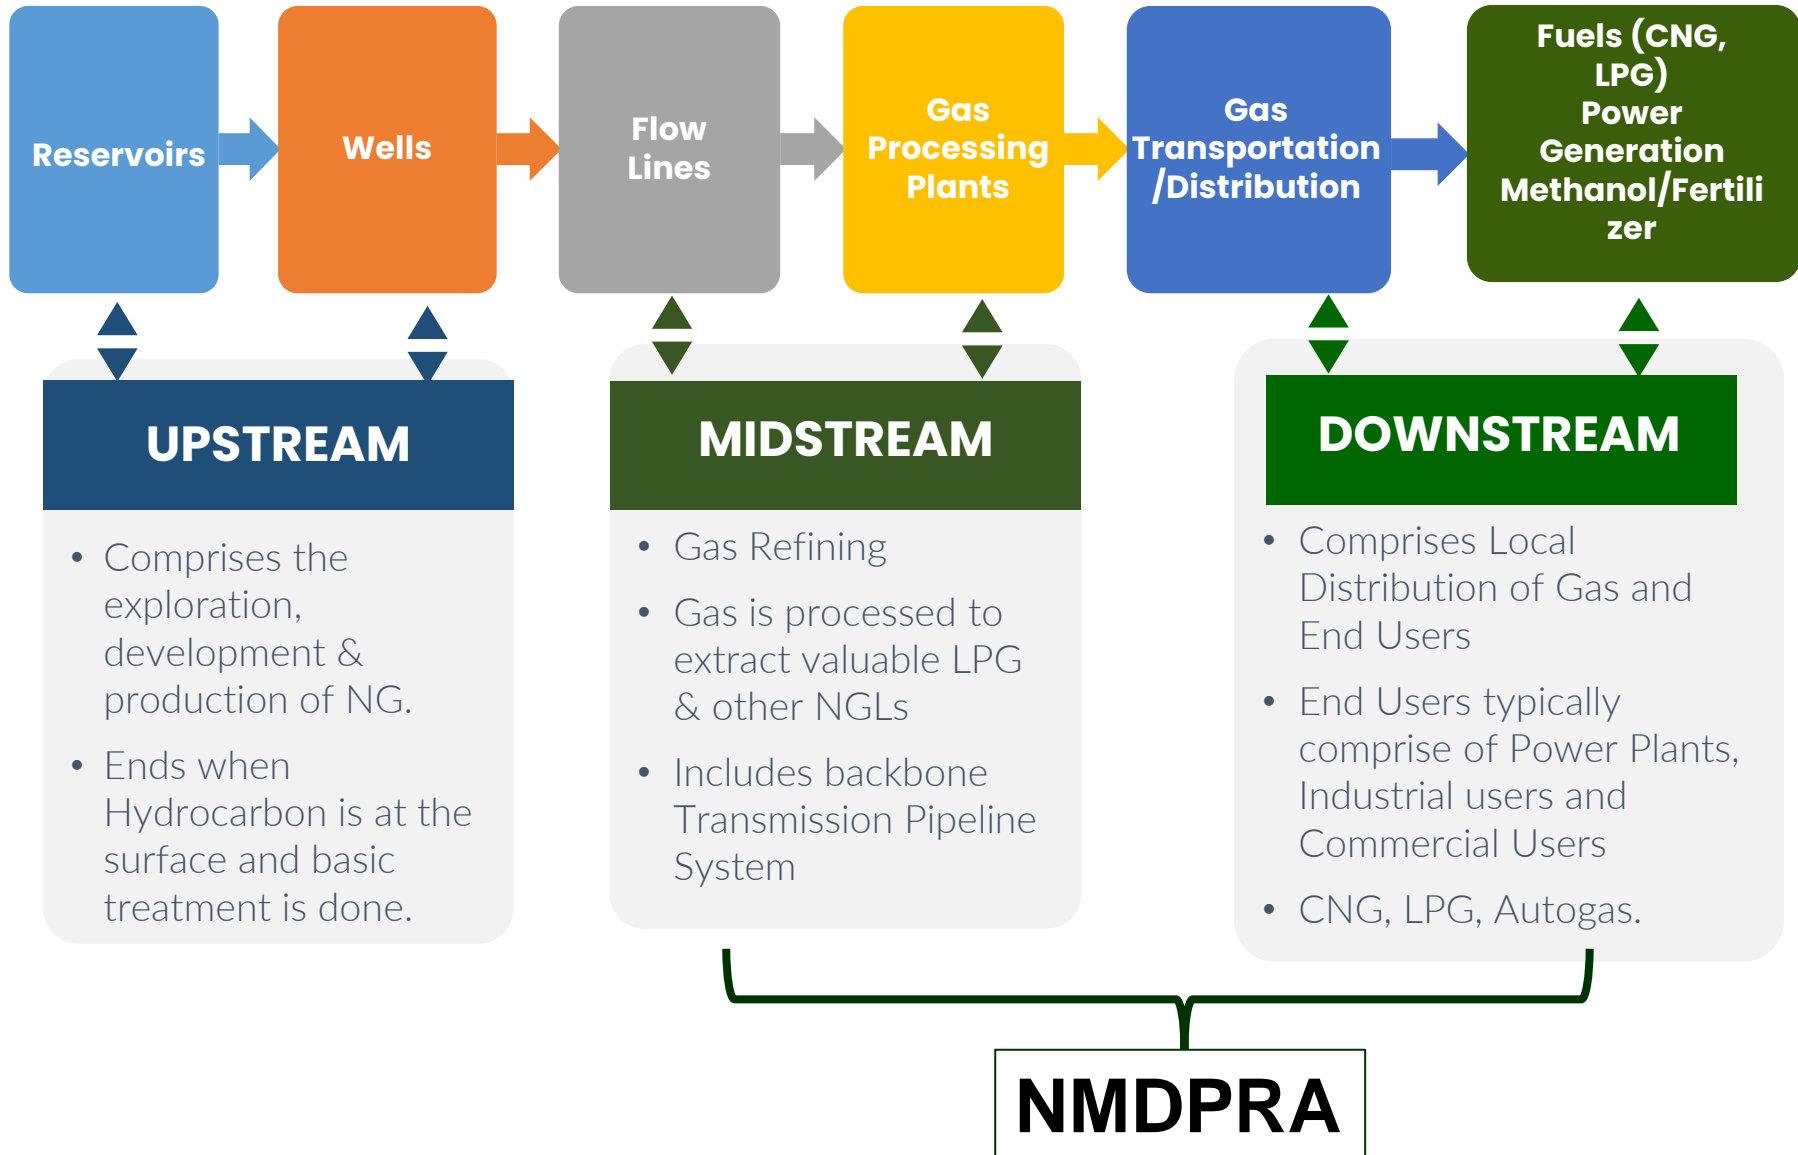 Reservoirs
Wells
Flow
Lines
Gas
Processing
Plants
Gas
Transportation
/Distribution
Fuels (CNG,
LPG)
Power
Generation
Methanol/Fertili
zer
UPSTREAM
• Comprises the
exploration,
development &
production of NG.
• Ends when
Hydrocarbon is at the
surface and basic
treatment is done.
MIDSTREAM
• Gas Refining
• Gas is processed to
extract valuable LPG
& other NGLs
• Includes backbone
Transmission Pipeline
System
DOWNSTREAM
• Comprises Local
Distribution of Gas and
End Users
• End Users typically
comprise of Power Plants,
Industrial users and
Commercial Users
• CNG, LPG, Autogas.
NMDPRA